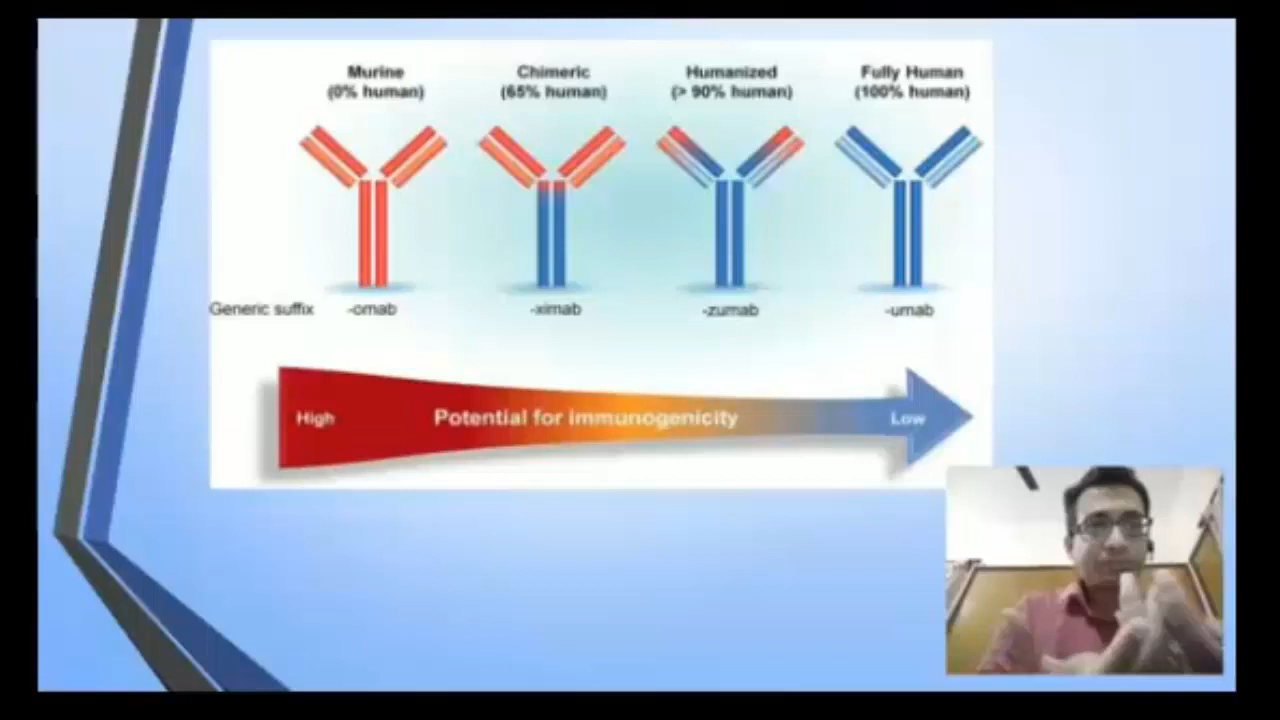 Murine
(0% human)
Chimeric
(65% human)
Humanized
(> 90% human)
Fully Human
(100% human)
Generic suffix
-omab
-ximab
-zumab
-umab
High
Potential for immunogenicity
Low